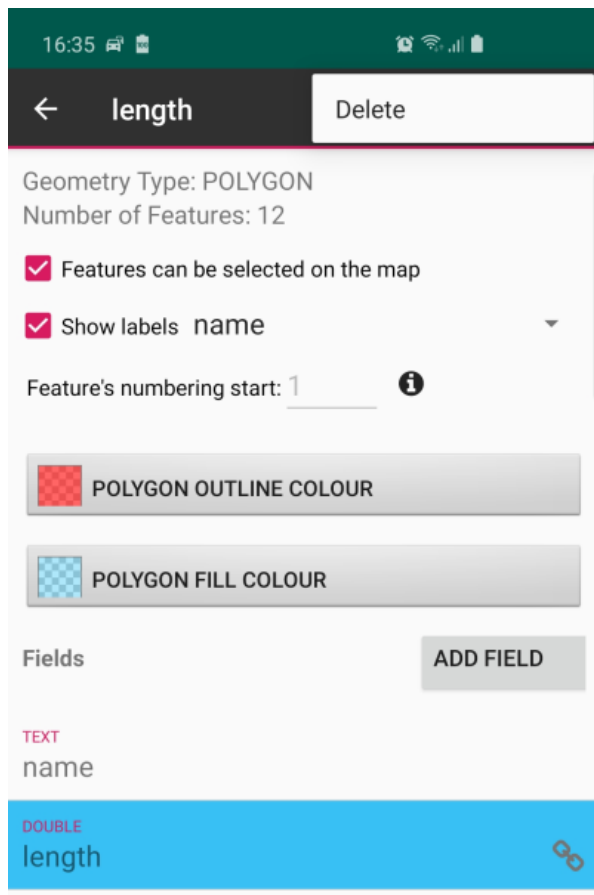 16:35
length
Delete
Geometry Type: POLYGON
Number of Features: 12
Features can be selected on the map
Show labels name
Feature's numbering start: 1
POLYGON OUTLINE COLOUR
POLYGON FILL COLOUR
Fields ADD FIELD
TEXT
name
DOUBLE
length